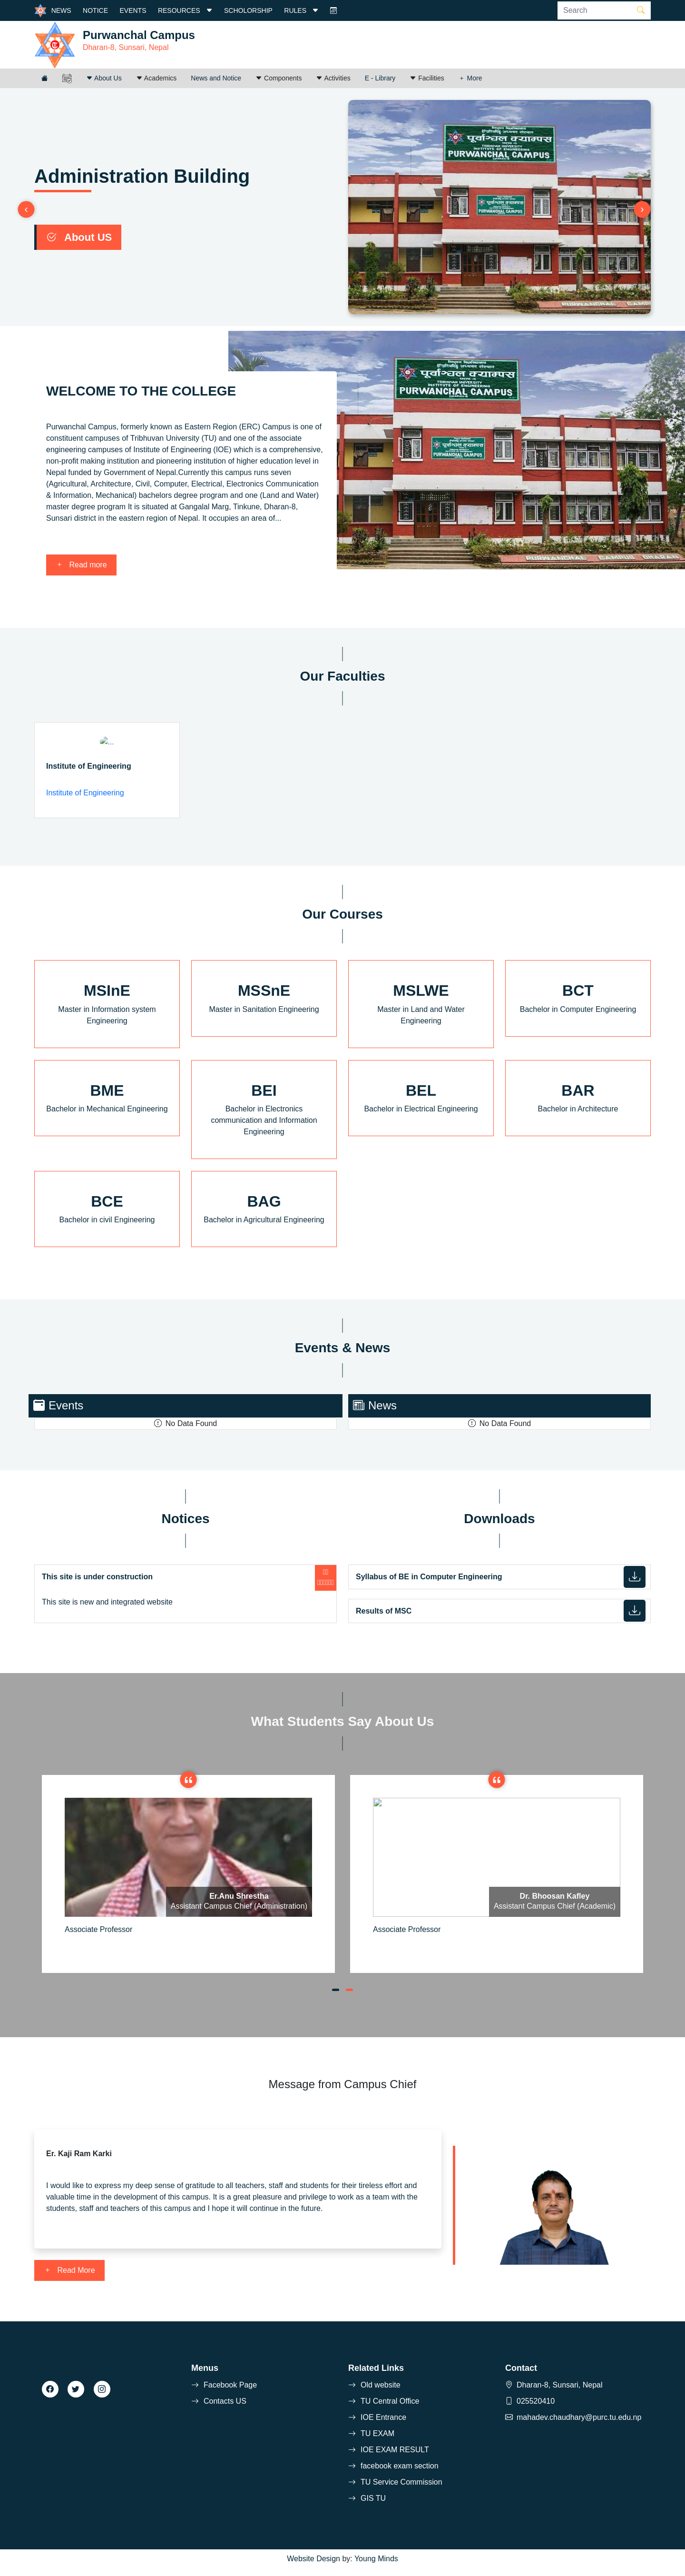 NEWS NOTICE EVENTS RESOURCES SCHOLORSHIP RULES Search
Purwanchal Campus
Dharan-8, Sunsari, Nepal
About Us Academics News and Notice Components Activities E - Library Facilities + More
Administration Building
About US
PURWANCHAL CAMPUS
PURWANCHAL CAMPUS
WELCOME TO THE COLLEGE
Purwanchal Campus, formerly known as Eastern Region (ERC) Campus is one of
constituent campuses of Tribhuvan University (TU) and one of the associate
engineering campuses of Institute of Engineering (IOE) which is a comprehensive,
non-profit making institution and pioneering institution of higher education level in
Nepal funded by Government of Nepal.Currently this campus runs seven
(Agricultural, Architecture, Civil, Computer, Electrical, Electronics Communication
& Information, Mechanical) bachelors degree program and one (Land and Water)
master degree program It is situated at Gangalal Marg, Tinkune, Dharan-8,
Sunsari district in the eastern region of Nepal. It occupies an area of...
+ Read more
PURWANCHAL CAMPUS
PURWANCHAL CAMPUS
Our Faculties
...
Institute of Engineering
Institute of Engineering
Our Courses
MSInE
Master in Information system
Engineering
MSSnE
Master in Sanitation Engineering
MSLWE
Master in Land and Water
Engineering
BCT
Bachelor in Computer Engineering
BME
Bachelor in Mechanical Engineering
BEI
Bachelor in Electronics
communication and Information
Engineering
BEL
Bachelor in Electrical Engineering
BAR
Bachelor in Architecture
BCE
Bachelor in civil Engineering
BAG
Bachelor in Agricultural Engineering
Events & News
Events
No Data Found
News
No Data Found
Notices
This site is under construction
This site is new and integrated website
Downloads
Syllabus of BE in Computer Engineering
Results of MSC
What Students Say About Us
Er.Anu Shrestha
Assistant Campus Chief (Administration)
Associate Professor
Dr. Bhoosan Kafley
Assistant Campus Chief (Academic)
Associate Professor
Message from Campus Chief
Er. Kaji Ram Karki
I would like to express my deep sense of gratitude to all teachers, staff and students for their tireless effort and
valuable time in the development of this campus. It is a great pleasure and privilege to work as a team with the
students, staff and teachers of this campus and I hope it will continue in the future.
+ Read More
Menus
Facebook Page
Contacts US
Related Links
Old website
TU Central Office
IOE Entrance
TU EXAM
IOE EXAM RESULT
facebook exam section
TU Service Commission
GIS TU
Contact
Dharan-8, Sunsari, Nepal
025520410
mahadev.chaudhary@purc.tu.edu.np
Website Design by: Young Minds